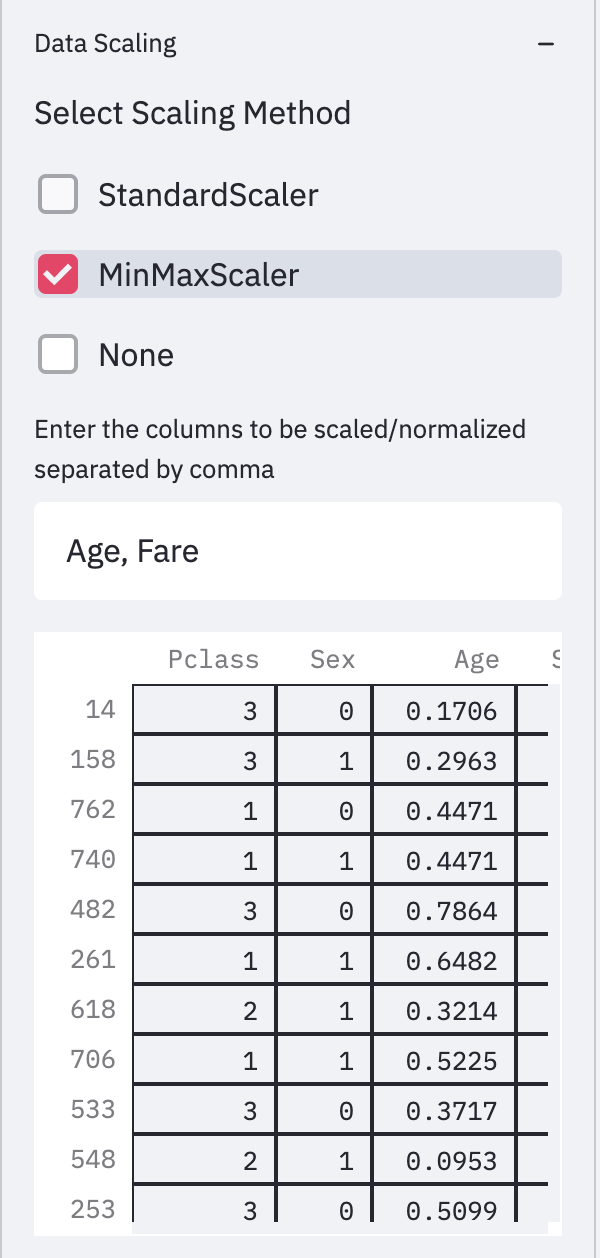 Data Scaling −
Select Scaling Method
StandardScaler
MinMaxScaler
None
Enter the columns to be scaled/normalized
separated by comma
Age, Fare
Pclass Sex Age
14 3 0 0.1706
158 3 1 0.2963
762 1 0 0.4471
740 1 1 0.4471
482 3 0 0.7864
261 1 1 0.6482
618 2 1 0.3214
706 1 1 0.5225
533 3 0 0.3717
548 2 1 0.0953
253 3 0 0.5099